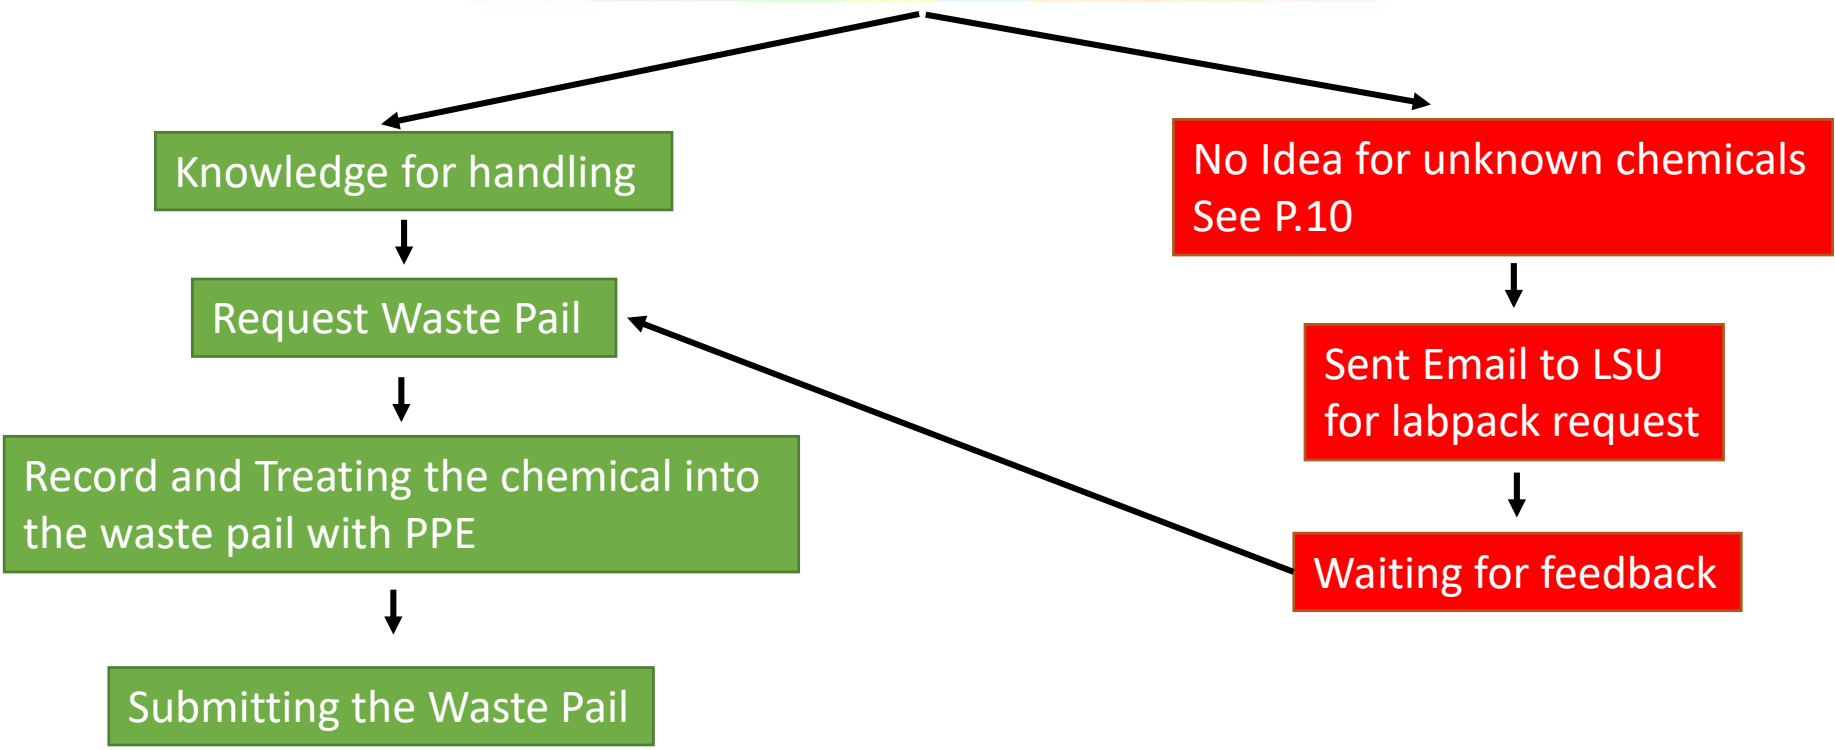 Knowledge for handling
No Idea for unknown chemicals
See P.10
Request Waste Pail
Sent Email to LSU
for labpack request
Record and Treating the chemical into
the waste pail with PPE
Waiting for feedback
Submitting the Waste Pail